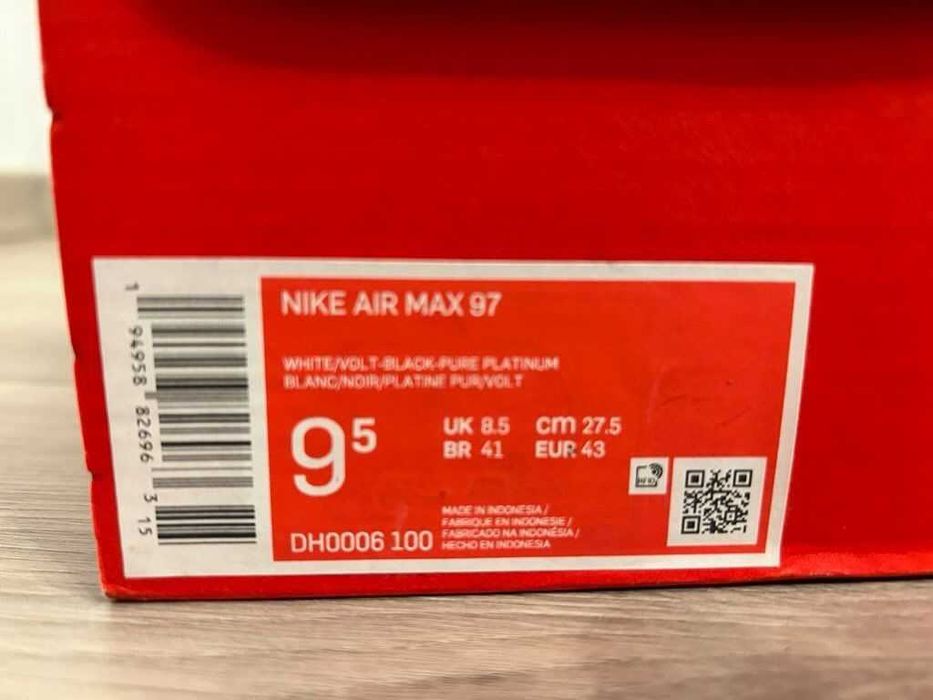 NIKE AIR MAX 97
WHITE/VOLT-BLACK-PURE PLATINUM
BLANC/NOIR/PLATINE PUR/VOLT
9 5
UK 8.5 cm 27.5
BR 41 EUR 43
MADE IN INDONESIA /
FABRIQUE EN INDONESIE /
FABRICADO NA INDONÉSIA /
HECHO EN INDONESIA
DH0006 100
1 94958 82696 3 15